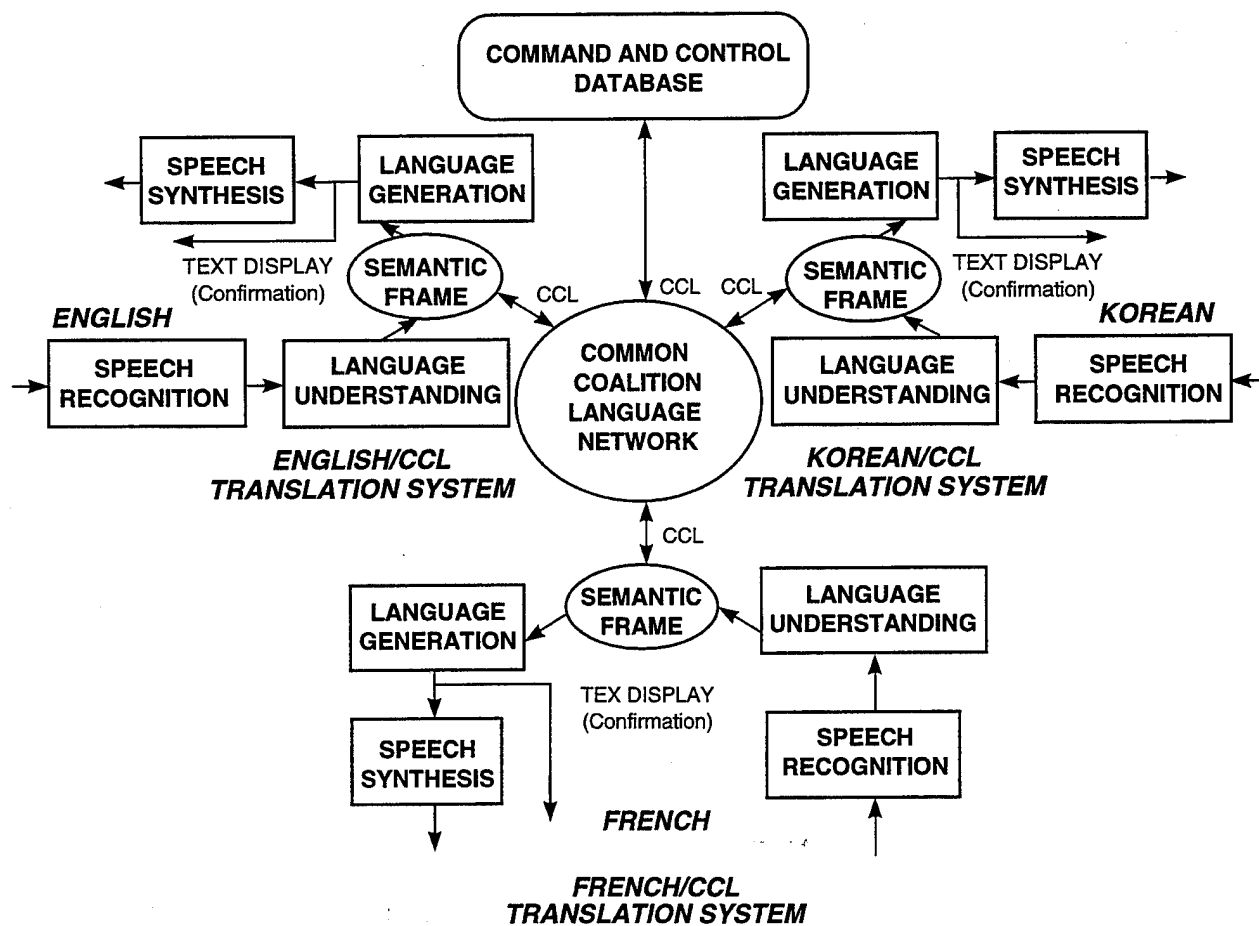 COMMAND AND CONTROL
DATABASE
SPEECH
SYNTHESIS
LANGUAGE
GENERATION
LANGUAGE
GENERATION
SPEECH
SYNTHESIS
TEXT DISPLAY
(Confirmation)
SEMANTIC
FRAME
CCL
CCL
CCL
SEMANTIC
FRAME
TEXT DISPLAY
(Confirmation)
ENGLISH
KOREAN
SPEECH
RECOGNITION
LANGUAGE
UNDERSTANDING
COMMON
COALITION
LANGUAGE
NETWORK
LANGUAGE
UNDERSTANDING
SPEECH
RECOGNITION
ENGLISH/CCL
TRANSLATION SYSTEM
KOREAN/CCL
TRANSLATION SYSTEM
CCL
LANGUAGE
GENERATION
SEMANTIC
FRAME
LANGUAGE
UNDERSTANDING
TEX DISPLAY
(Confirmation)
SPEECH
SYNTHESIS
SPEECH
RECOGNITION
FRENCH
FRENCH/CCL
TRANSLATION SYSTEM